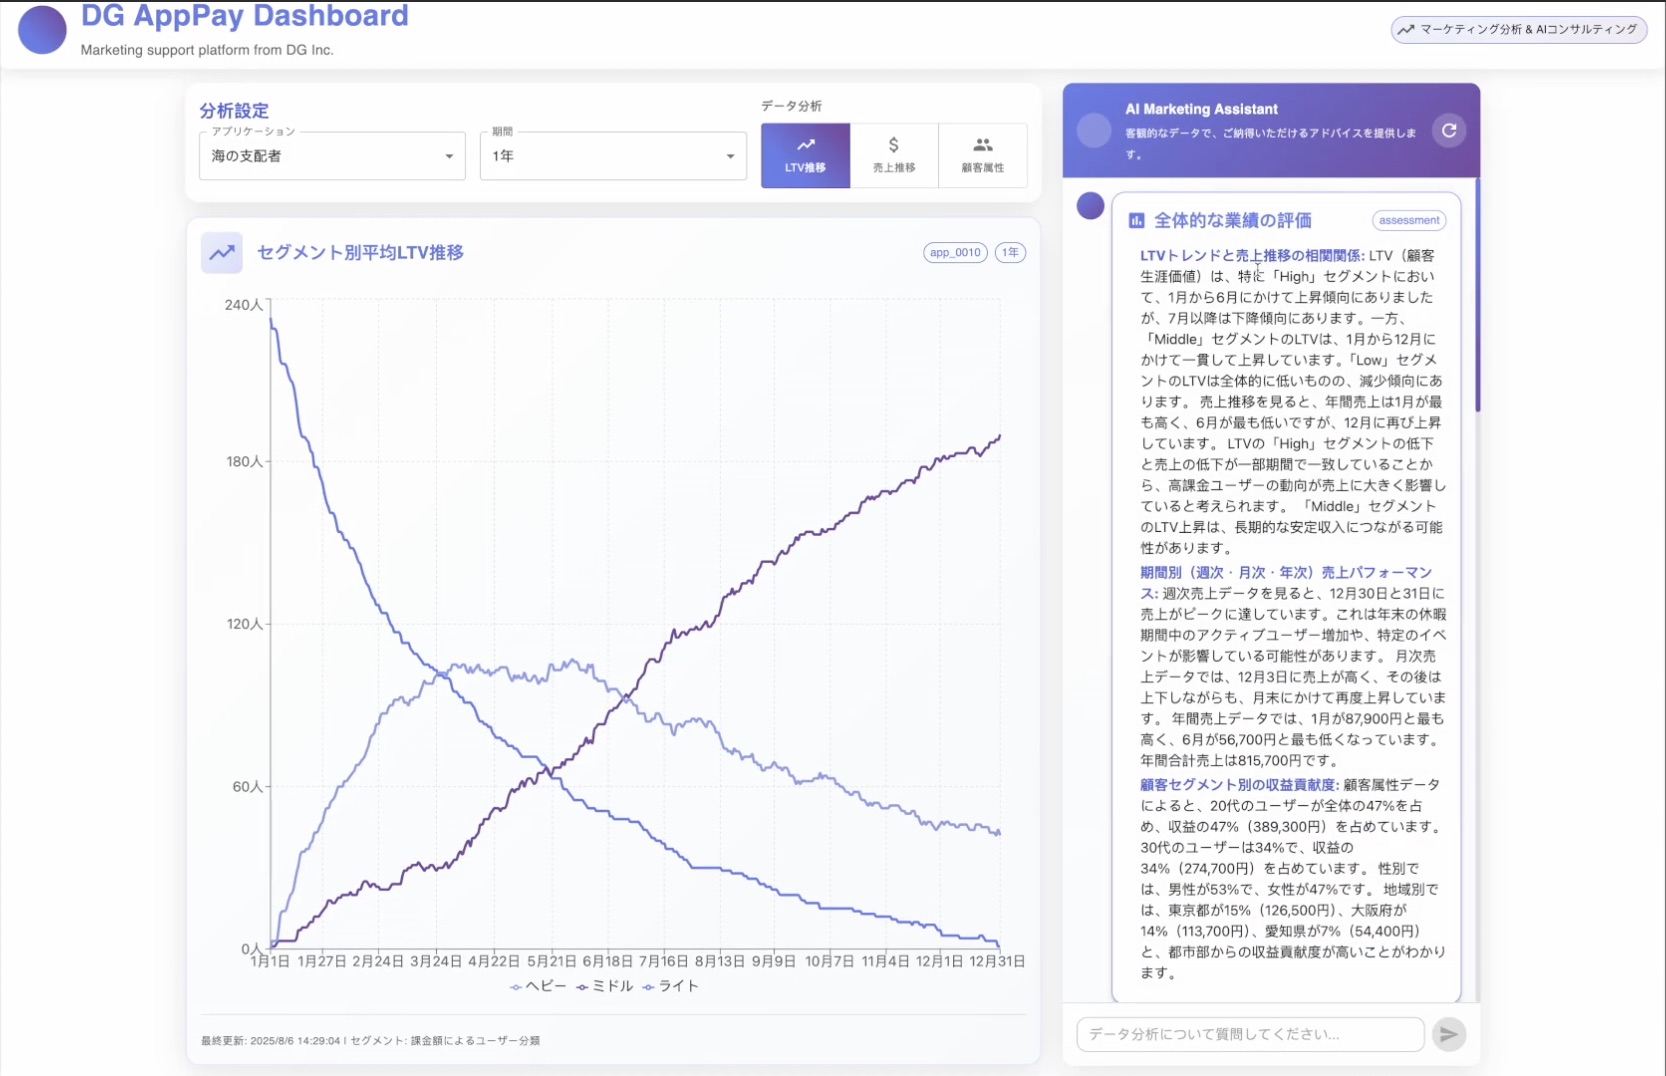 DG AppPay Dashboard
Marketing support platform from DG Inc.
マーケティング分析 & AIコンサルティング
分析設定
アプリケーション
海の支配者
期間
1年
データ分析
LTV推移
売上推移
顧客属性
セグメント別平均LTV推移
app_0010
1年
240人
180人
120人
60人
0人
1月1日 1月27日 2月24日 3月24日 4月22日 5月21日 6月18日 7月16日 8月13日 9月9日 10月7日 11月4日 12月1日 12月31日
ヘビー ミドル ライト
最終更新: 2025/8/6 14:29:04 | セグメント: 課金額によるユーザー分類
AI Marketing Assistant
客観的なデータで、ご納得いただけるアドバイスを提供しま
す。
全体的な業績の評価
assessment
LTVトレンドと売上推移の相関関係: LTV（顧客
生涯価値）は、特に「High」セグメントにおい
て、1月から6月にかけて上昇傾向にありました
が、7月以降は下降傾向にあります。一方、
「Middle」セグメントのLTVは、1月から12月に
かけて一貫して上昇しています。「Low」セグメ
ントのLTVは全体的に低いものの、減少傾向にあ
ります。 売上推移を見ると、年間売上は1月が最
も高く、6月が最も低いですが、12月に再び上昇
しています。 LTVの「High」セグメントの低下
と売上の低下が一部期間で一致していることか
ら、高課金ユーザーの動向が売上に大きく影響し
ていると考えられます。 「Middle」セグメント
のLTV上昇は、長期的な安定収入につながる可能
性があります。
期間別（週次・月次・年次）売上パフォーマン
ス: 週次売上データを見ると、12月30日と31日に
売上がピークに達しています。これは年末の休暇
期間中のアクティブユーザー増加や、特定のイベ
ントが影響している可能性があります。 月次売
上データでは、12月3日に売上が高く、その後は
上下しながらも、月末にかけて再度上昇していま
す。 年間売上データでは、1月が87,900円と最も
高く、6月が56,700円と最も低くなっています。
年間合計売上は815,700円です。
顧客セグメント別の収益貢献度: 顧客属性データ
によると、20代のユーザーが全体の47%を占
め、収益の47%（389,300円）を占めています。
30代のユーザーは34%で、収益の
34%（274,700円）を占めています。 性別で
は、男性が53%で、女性が47%です。 地域別で
は、東京都が15%（126,500円）、大阪府が
14%（113,700円）、愛知県が7%（54,400円）
と、都市部からの収益貢献度が高いことがわかり
ます。
データ分析について質問してください...